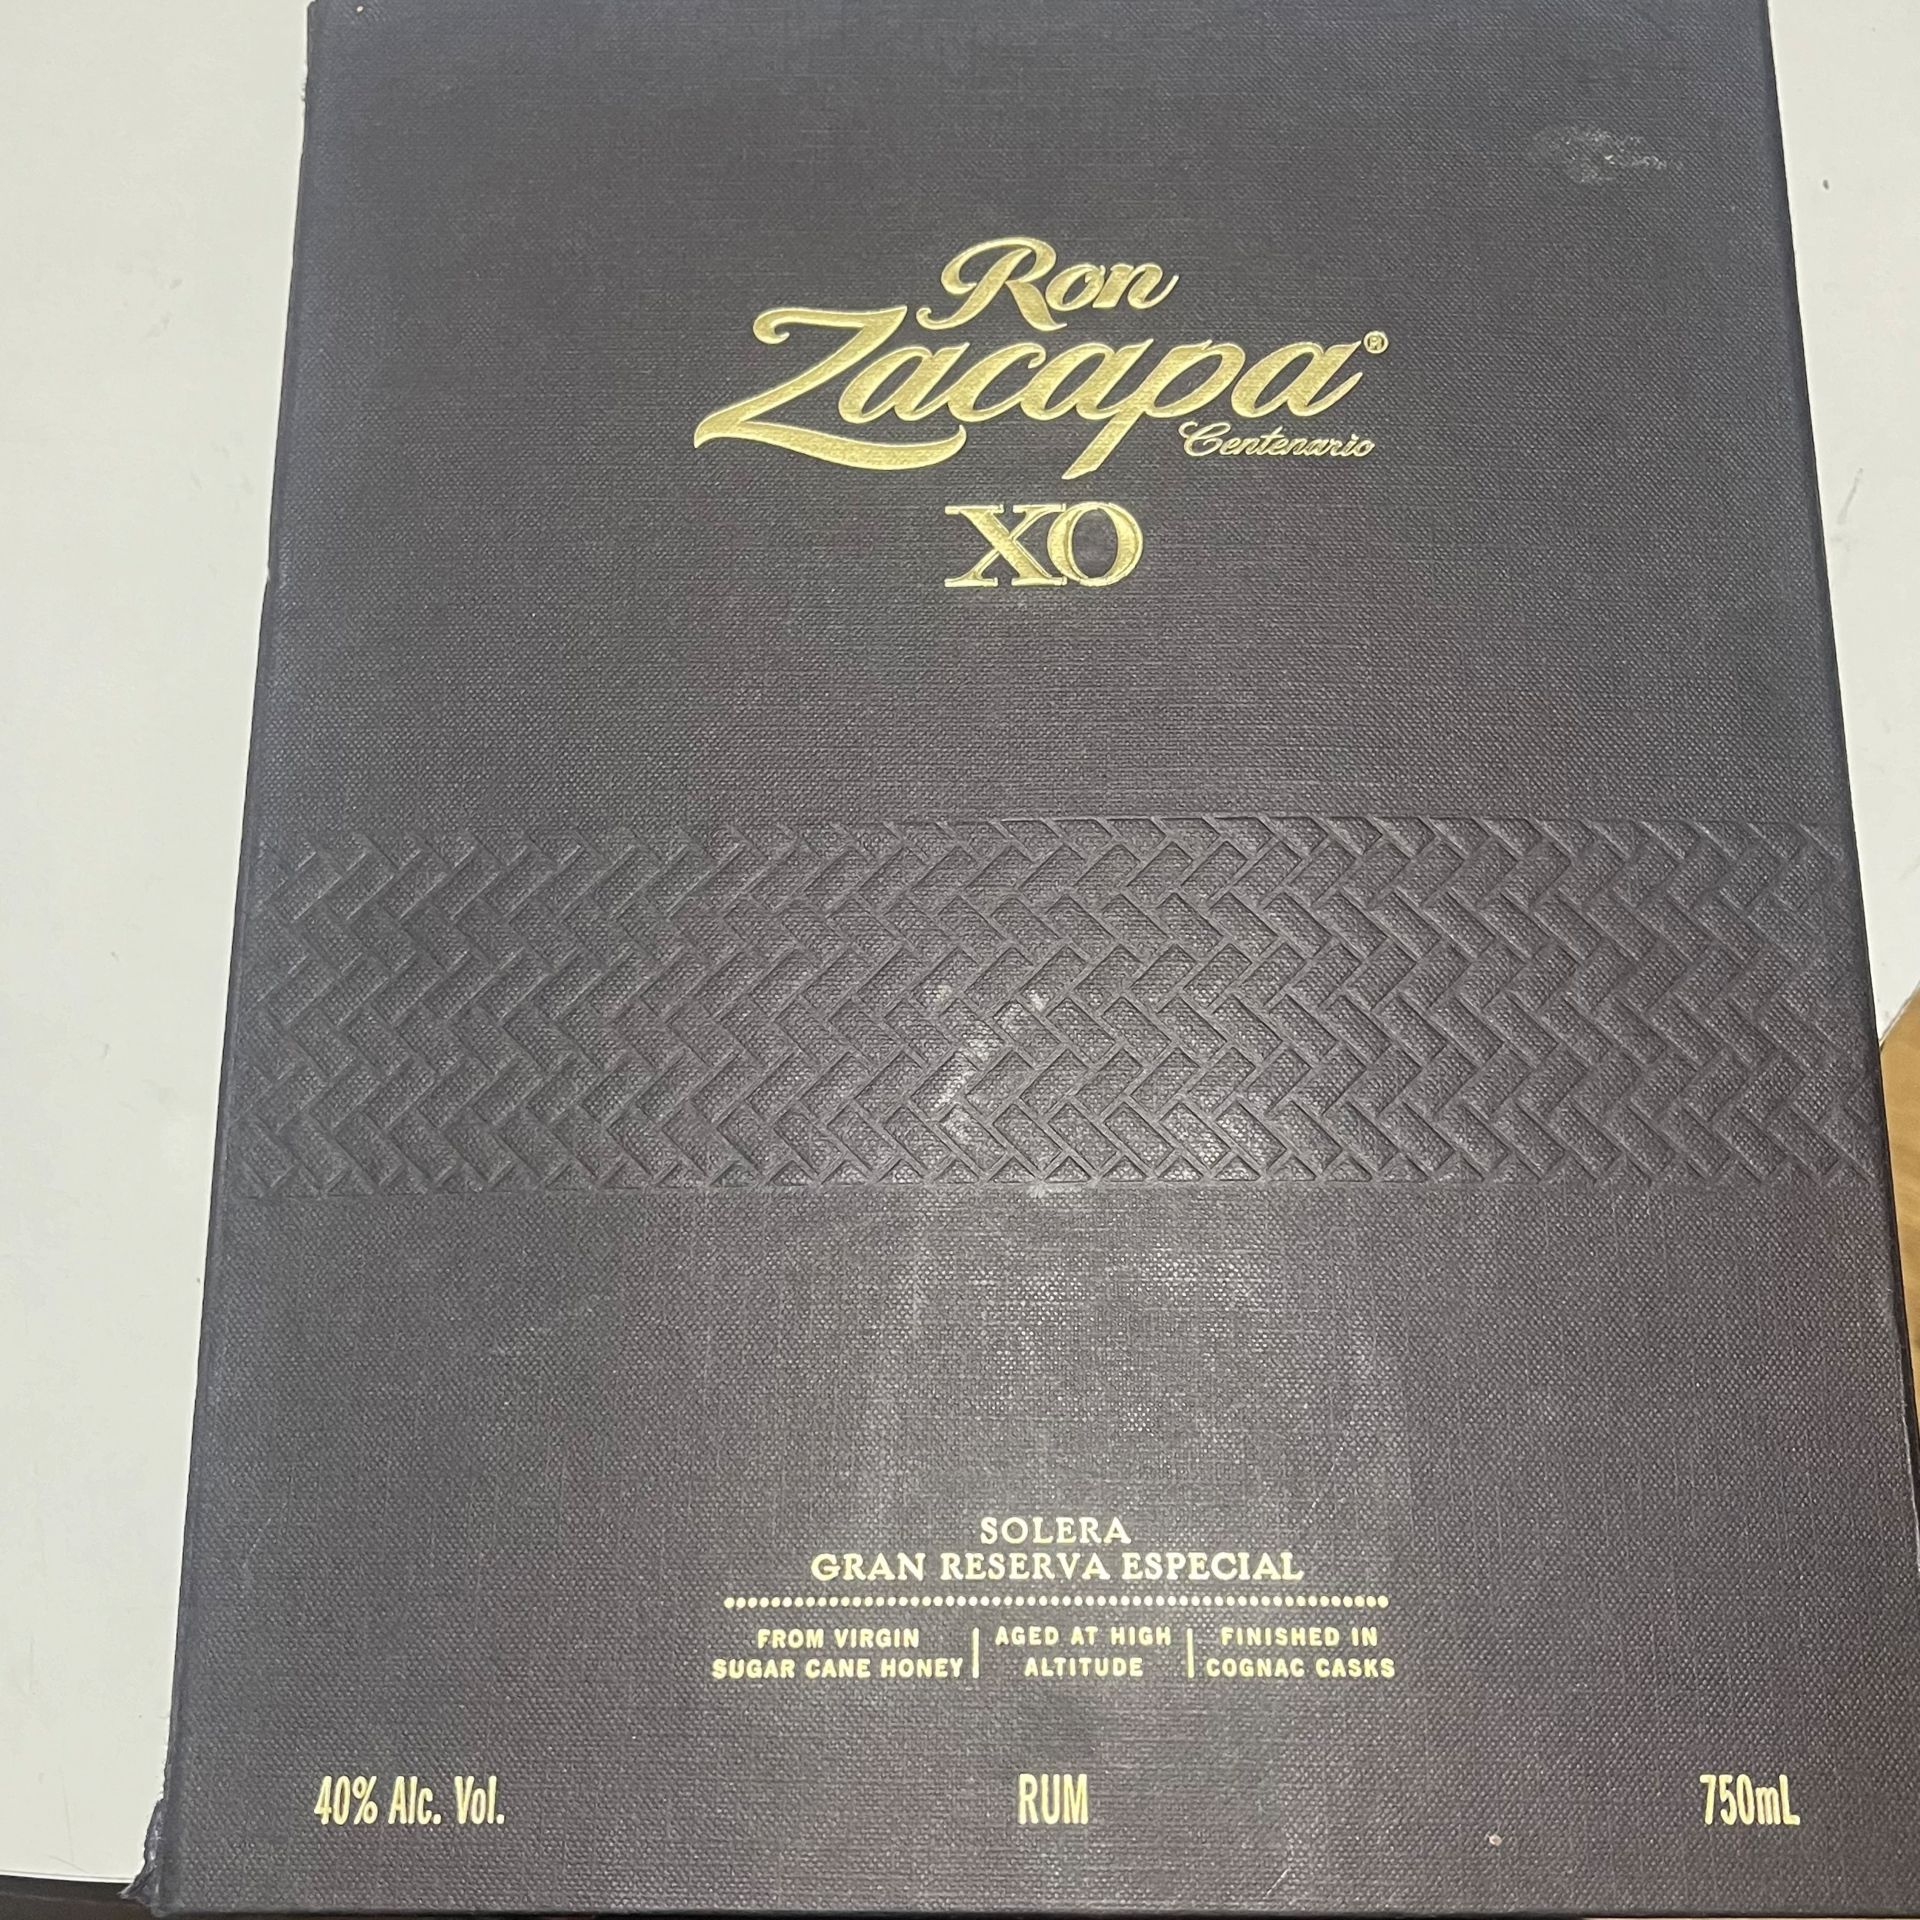 Ron
Zacapa®
Centenario
XO
SOLERA
GRAN RESERVA ESPECIAL
FROM VIRGIN
SUGAR CANE HONEY
AGED AT HIGH
ALTITUDE
FINISHED IN
COGNAC CASKS
40% Alc. Vol.
RUM
750mL